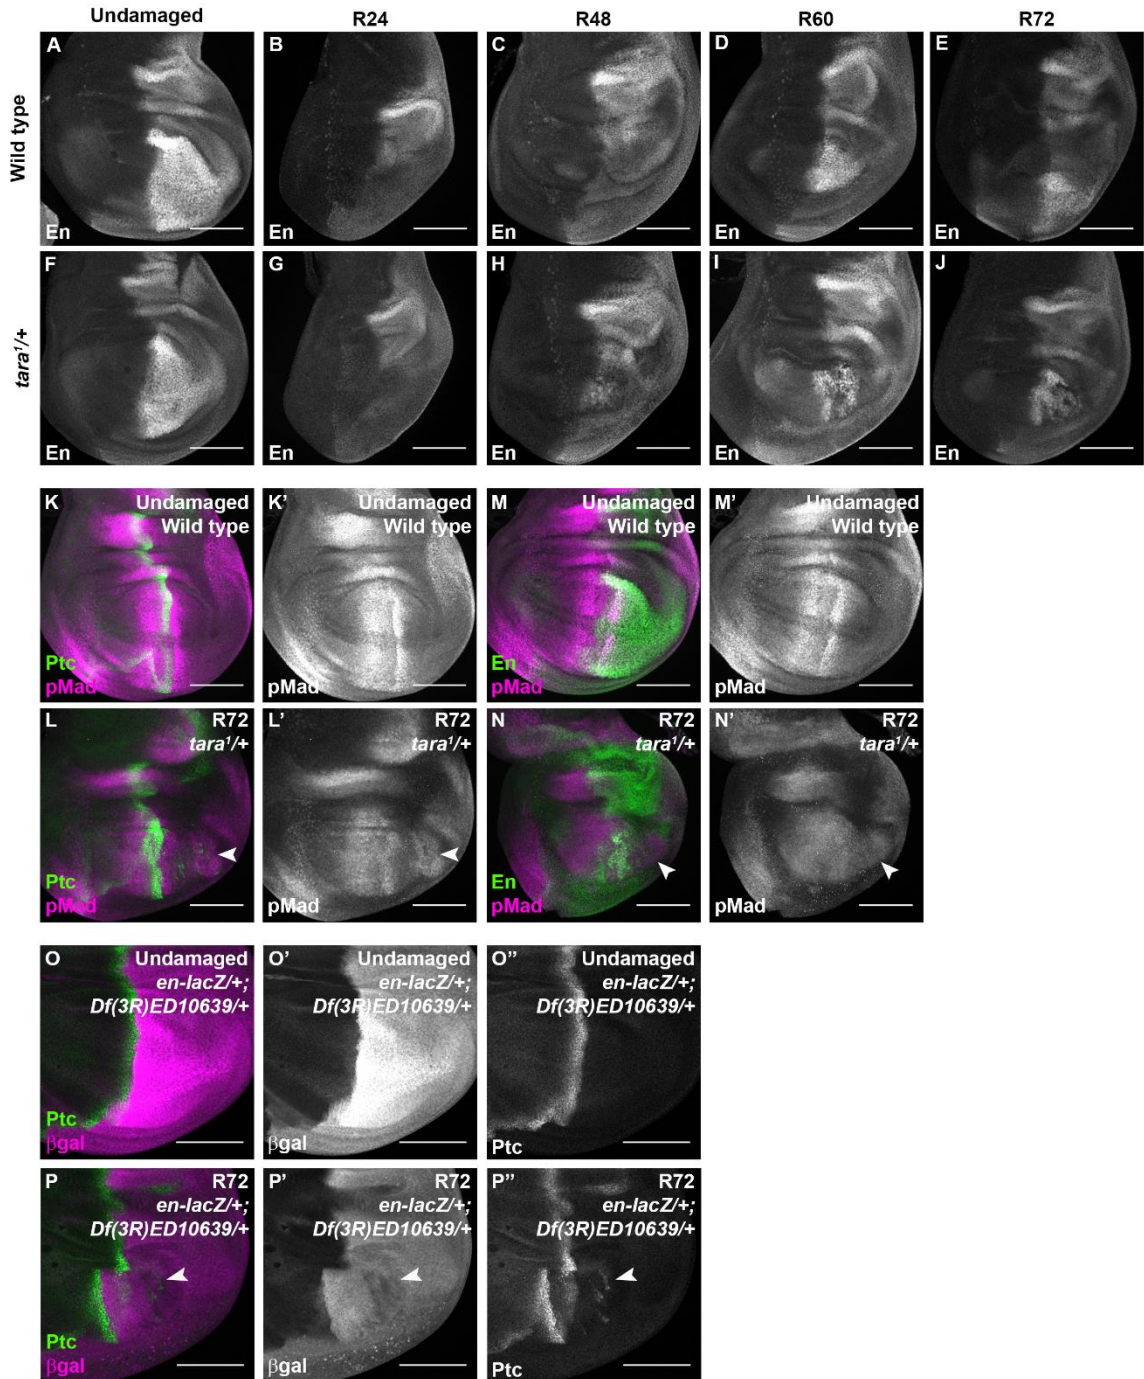 Undamaged R24 R48 R60 R72
Wild type
A B C D E
En En En En En
tara¹/+
F G H I J
En En En En En
K Undamaged K' Undamaged M Undamaged M' Undamaged
Wild type Wild type Wild type Wild type
Ptc En
pMad pMad pMad pMad
L R72 L' R72 N R72 N' R72
tara¹/+ tara¹/+ tara¹/+ tara¹/+
Ptc En
pMad pMad pMad pMad
O Undamaged O' Undamaged O'' Undamaged
en-lacZ/+; en-lacZ/+; en-lacZ/+;
Df(3R)ED10639/+ Df(3R)ED10639/+ Df(3R)ED10639/+
Ptc
βgal βgal Ptc
P R72 P' R72 P'' R72
en-lacZ/+; en-lacZ/+; en-lacZ/+;
Df(3R)ED10639/+ Df(3R)ED10639/+ Df(3R)ED10639/+
Ptc
βgal βgal Ptc